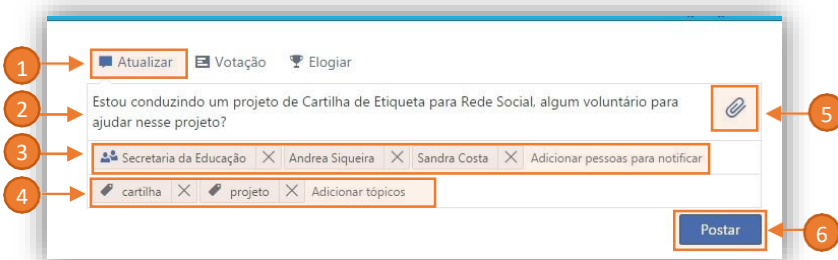 1 Atualizar Votação Elogiar
2 Estou conduzindo um projeto de Cartilha de Etiqueta para Rede Social, algum voluntário para
ajudar nesse projeto?
5
3 Secretaria da Educação X Andrea Siqueira X Sandra Costa X Adicionar pessoas para notificar
4 cartilha X projeto X Adicionar tópicos
Postar 6